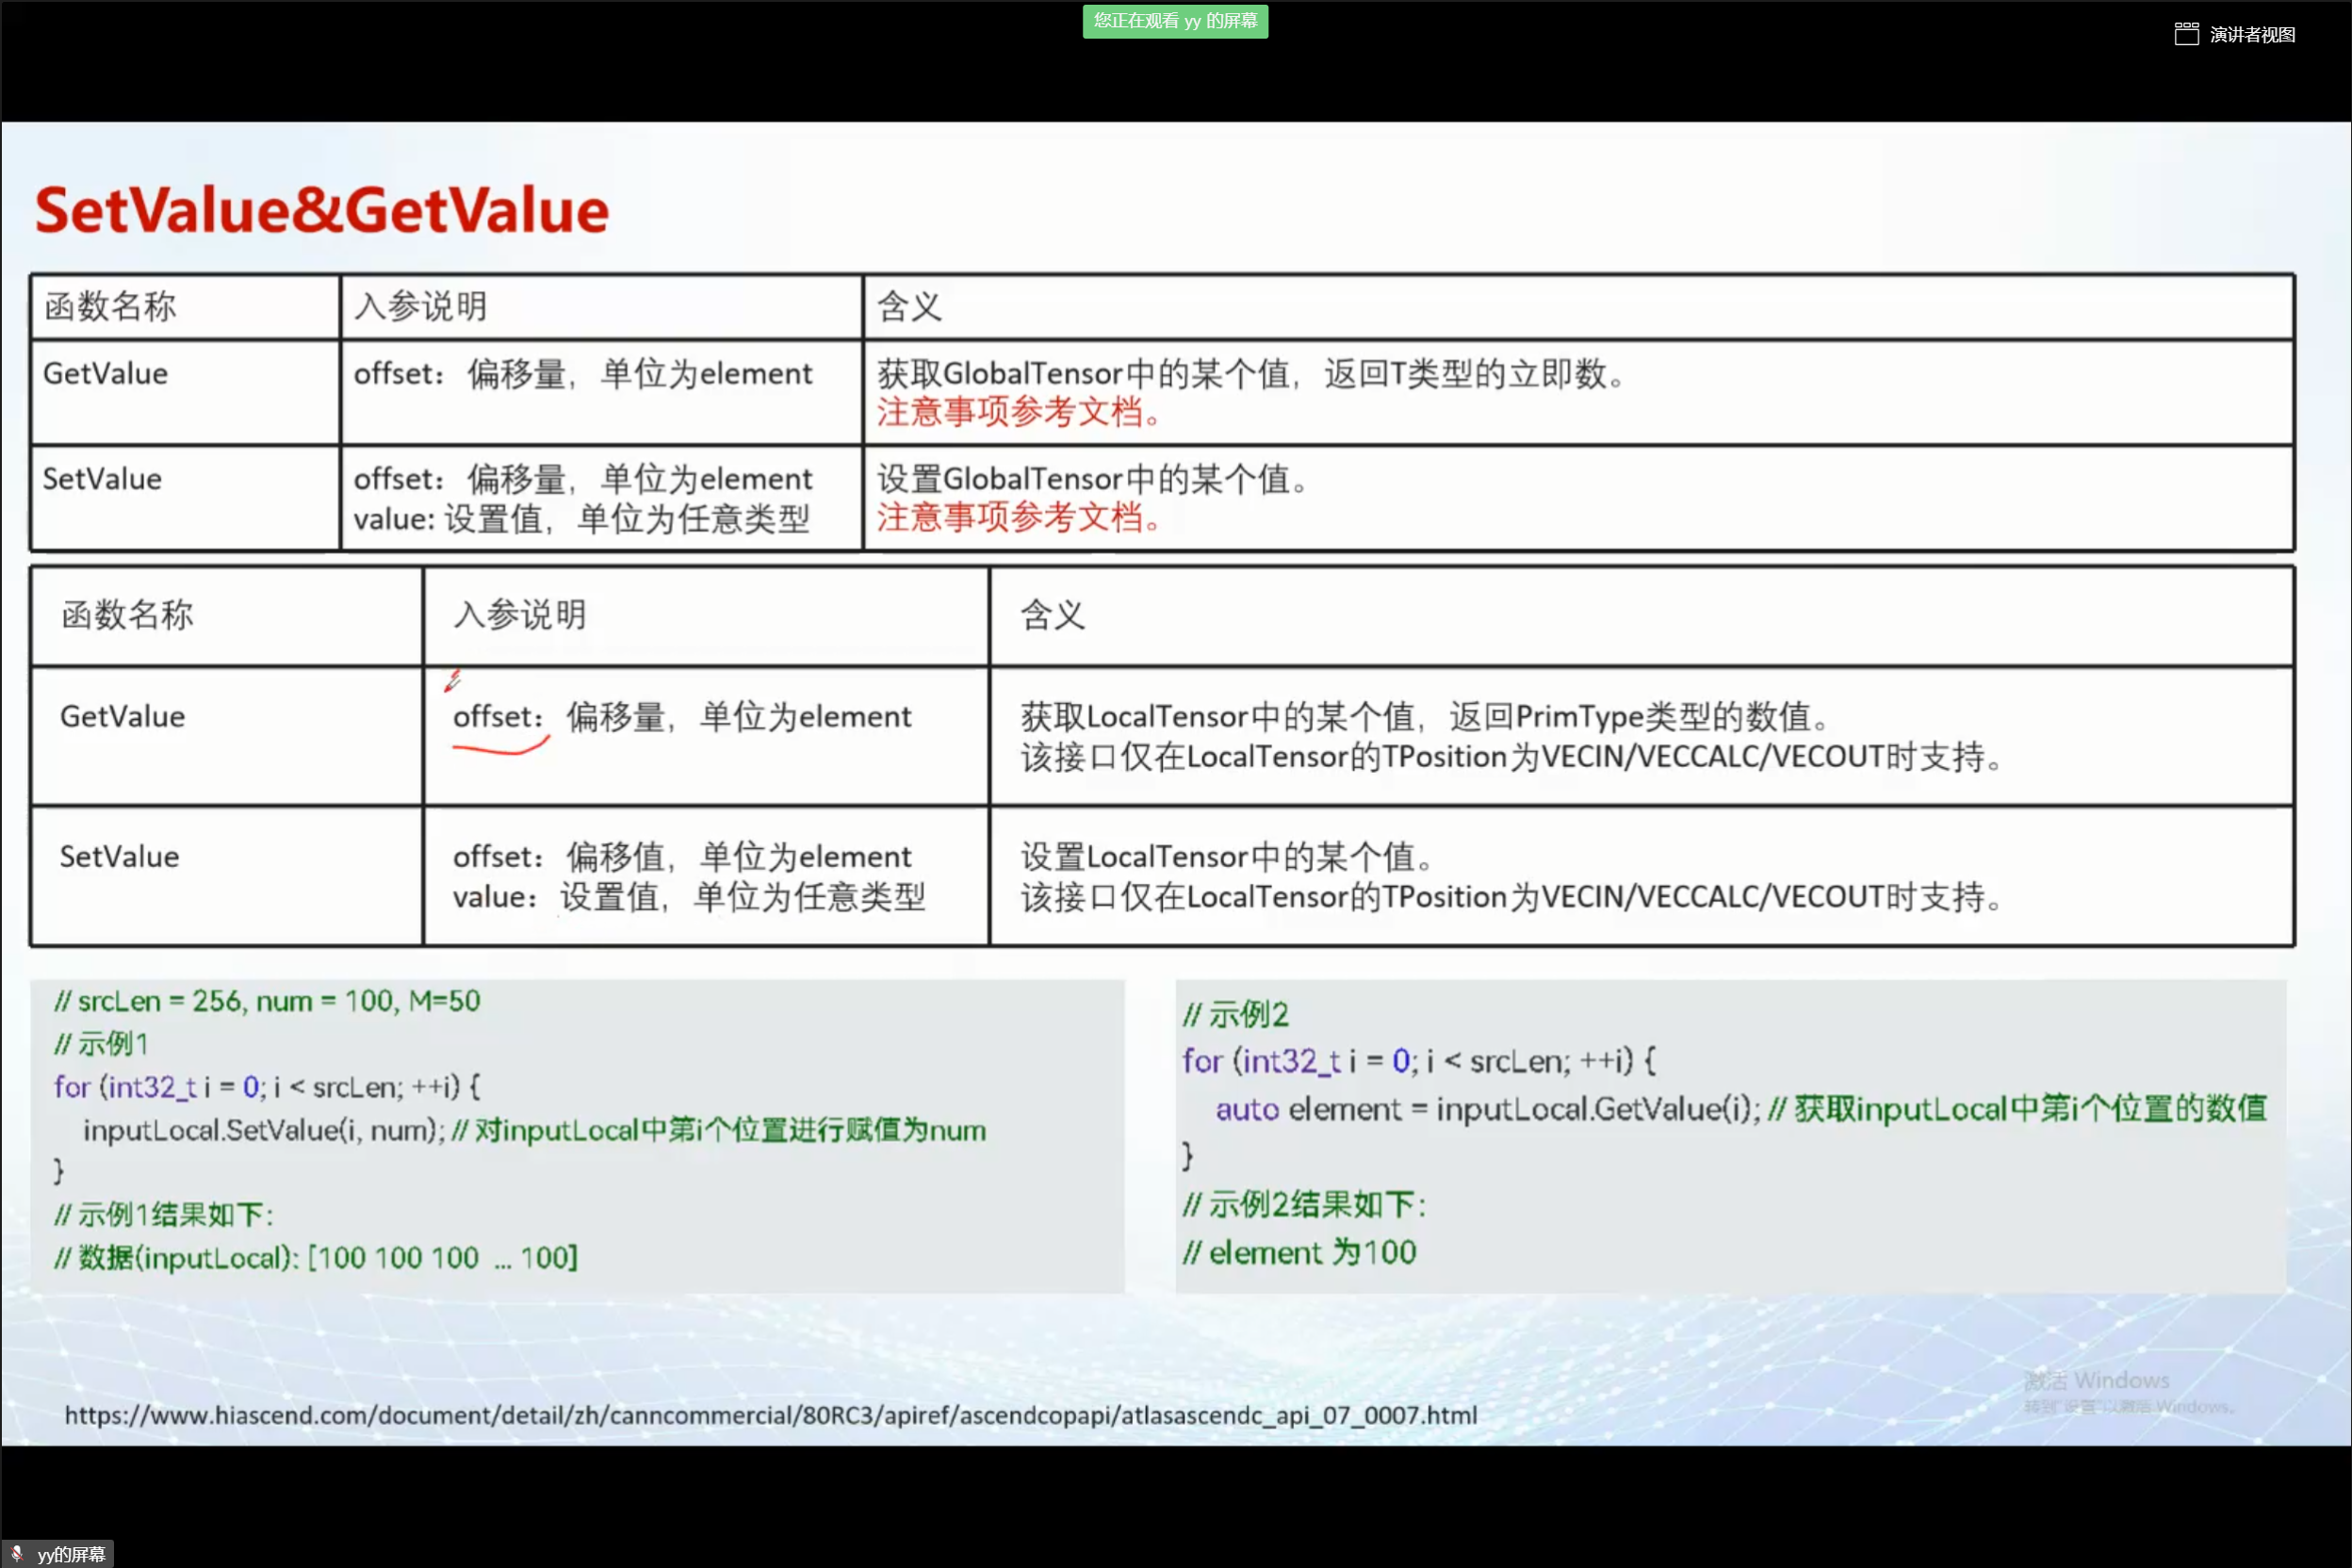 您正在观看 yy 的屏幕
演讲者视图
SetValue&GetValue
函数名称 入参说明 含义
GetValue offset：偏移量，单位为element 获取GlobalTensor中的某个值，返回T类型的立即数。
注意事项参考文档。
SetValue offset：偏移量，单位为element 设置GlobalTensor中的某个值。
value: 设置值，单位为任意类型 注意事项参考文档。
函数名称 入参说明 含义
GetValue offset：偏移量，单位为element 获取LocalTensor中的某个值，返回PrimType类型的数值。
该接口仅在LocalTensor的TPosition为VECIN/VECCALC/VECOUT时支持。
SetValue offset：偏移值，单位为element 设置LocalTensor中的某个值。
value：设置值，单位为任意类型 该接口仅在LocalTensor的TPosition为VECIN/VECCALC/VECOUT时支持。
// srcLen = 256, num = 100, M=50
// 示例1
for (int32_t i = 0; i < srcLen; ++i) {
inputLocal.SetValue(i, num); // 对inputLocal中第i个位置进行赋值为num
}
// 示例1结果如下:
// 数据(inputLocal): [100 100 100 ... 100]
// 示例2
for (int32_t i = 0; i < srcLen; ++i) {
auto element = inputLocal.GetValue(i); // 获取inputLocal中第i个位置的数值
}
// 示例2结果如下:
// element 为100
激活 Windows
转到"设置"以激活 Windows。
https://www.hiascend.com/document/detail/zh/canncommercial/80RC3/apiref/ascendcopapi/atlasascendc_api_07_0007.html
yy的屏幕